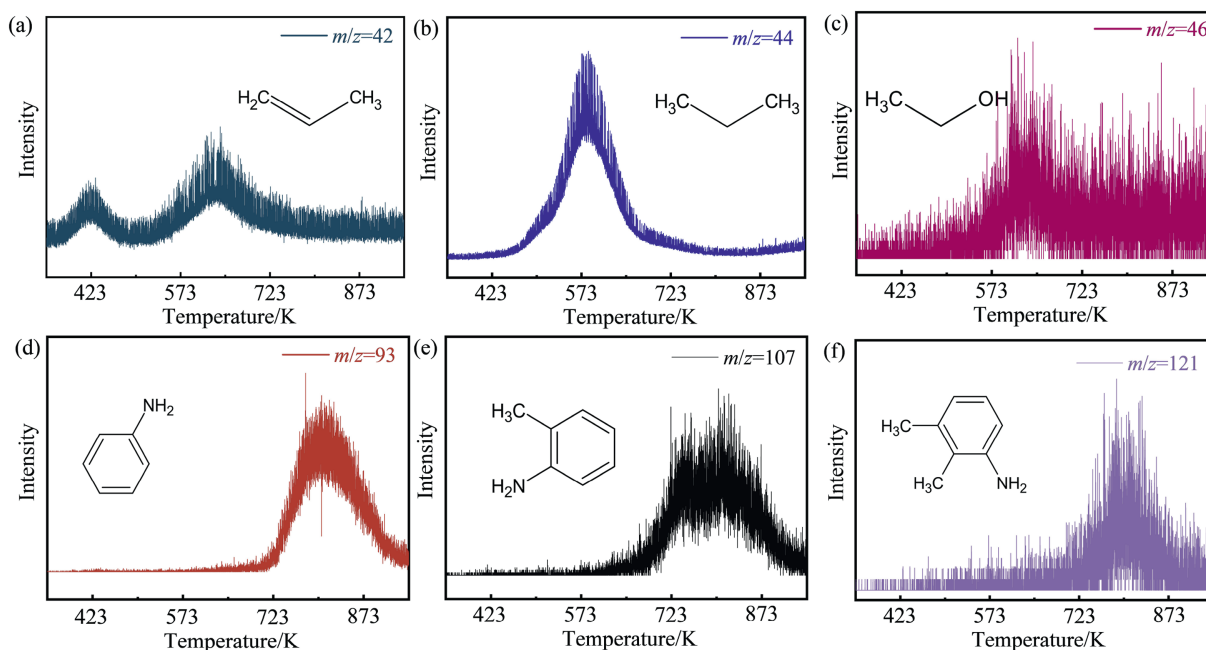 (a)
m/z=42
H₂C
CH₃
Intensity
423
573
723
873
Temperature/K
(b)
m/z=44
H₃C
CH₃
Intensity
423
573
723
873
Temperature/K
(c)
m/z=46
H₃C
OH
Intensity
423
573
723
873
Temperature/K
(d)
m/z=93
NH₂
Intensity
423
573
723
873
Temperature/K
(e)
m/z=107
H₃C
H₂N
Intensity
423
573
723
873
Temperature/K
(f)
m/z=121
H₃C
CH₃
NH₂
Intensity
423
573
723
873
Temperature/K